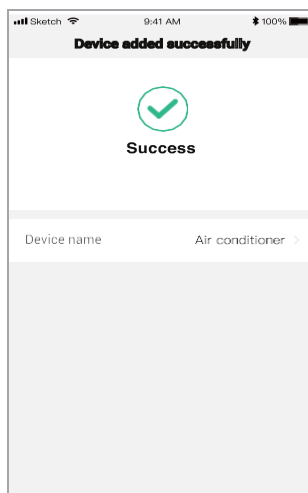 Sketch 9:41 AM 100%
Device added successfully
Success
Device name Air conditioner